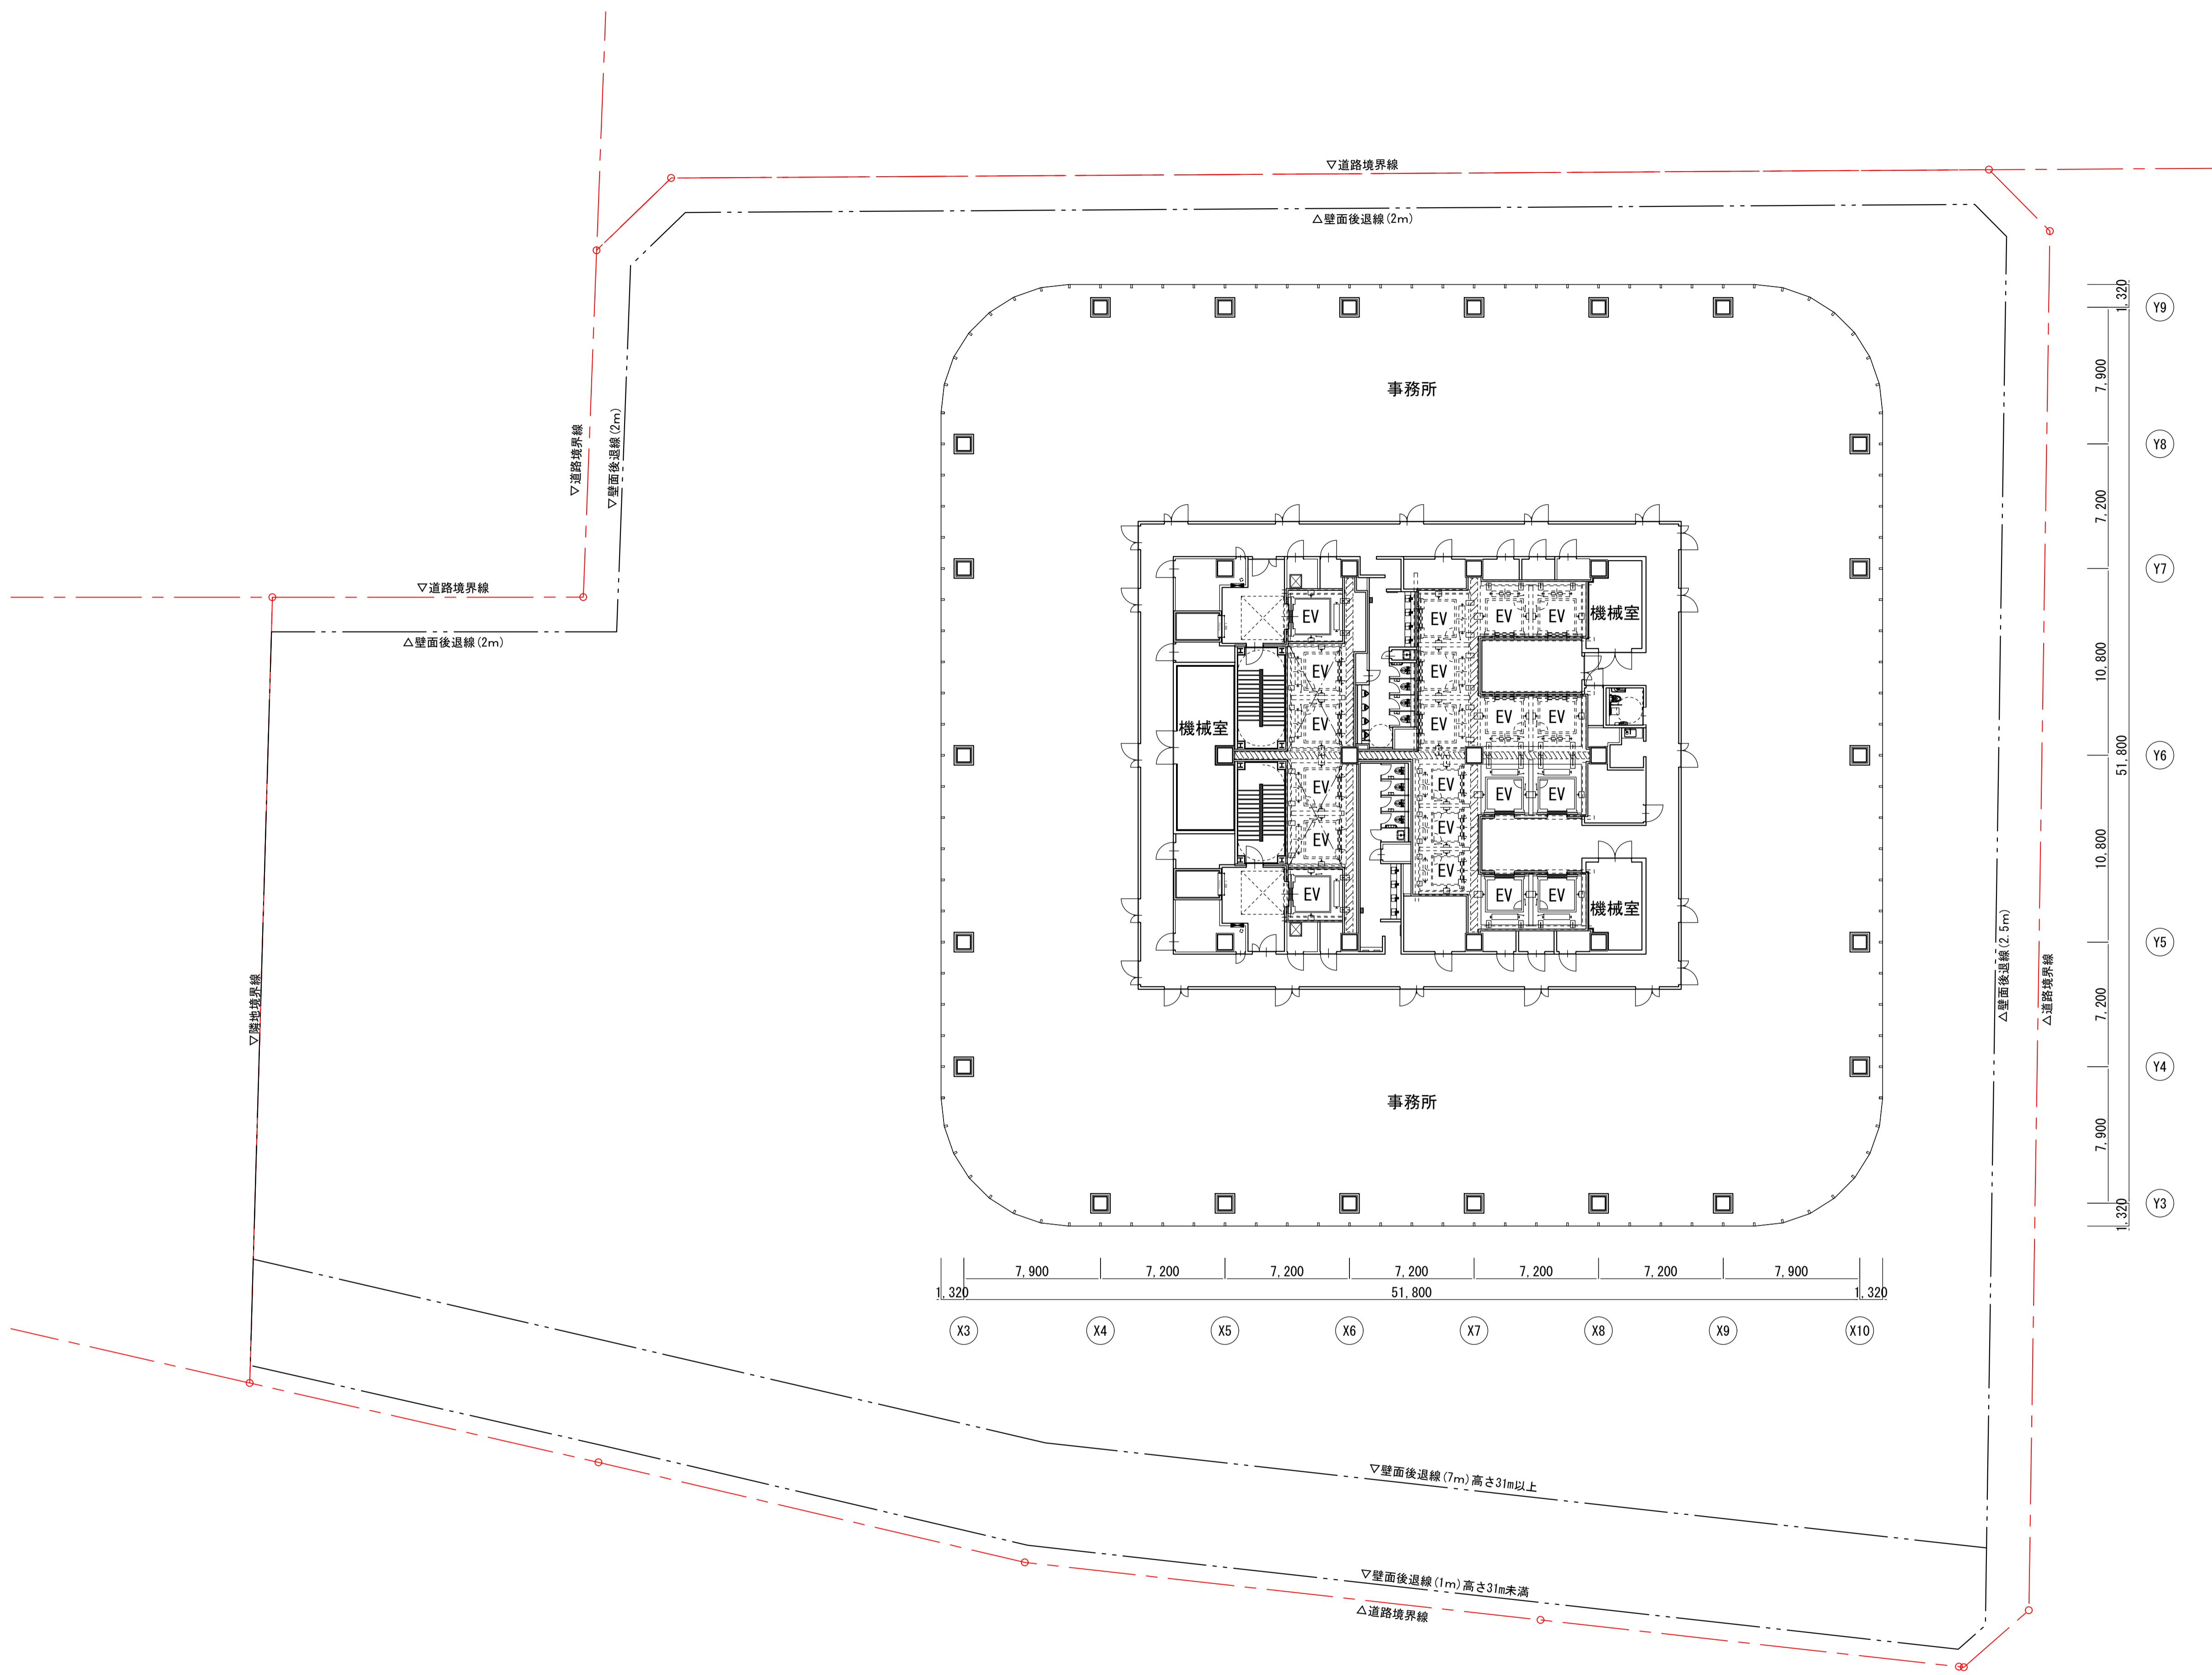 ▽道路境界線
△壁面後退線(2m)
▽道路境界線
▽壁面後退線(2m)
▽道路境界線
△壁面後退線(2m)
▽隣地境界線
事務所
EV
EV
EV
EV
機械室
EV
EV
EV
機械室
EV
EV
EV
EV
EV
EV
EV
EV
EV
EV
EV
EV
EV
EV
機械室
事務所
1,320
Y9
7,900
Y8
7,200
Y7
10,800
51,800
Y6
10,800
Y5
7,200
Y4
7,900
Y3
1,320
△壁面後退線(2.5m)
△道路境界線
7,900
7,200
7,200
7,200
7,200
7,200
7,900
1,320
51,800
1,320
X3
X4
X5
X6
X7
X8
X9
X10
▽壁面後退線(7m)高さ31m以上
▽壁面後退線(1m)高さ31m未満
△道路境界線